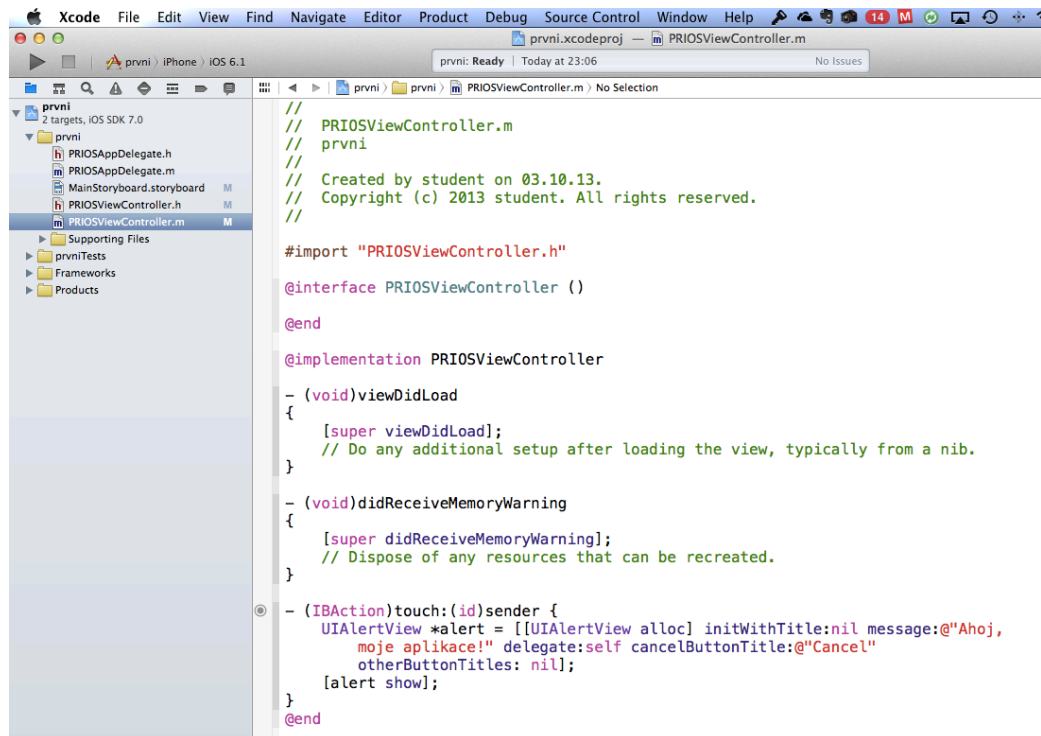 Xcode File Edit View Find Navigate Editor Product Debug Source Control Window Help 14
prvni.xcodeproj — PRIOSViewController.m
prvni iPhone iOS 6.1
prvni: Ready | Today at 23:06 No Issues
prvni prvni PRIOSViewController.m No Selection
prvni
2 targets, iOS SDK 7.0
prvni
PRIOSAppDelegate.h
PRIOSAppDelegate.m
MainStoryboard.storyboard M
PRIOSViewController.h M
PRIOSViewController.m M
Supporting Files
prvniTests
Frameworks
Products
//
// PRIOSViewController.m
// prvni
//
// Created by student on 03.10.13.
// Copyright (c) 2013 student. All rights reserved.
//
#import "PRIOSViewController.h"
@interface PRIOSViewController ()
@end
@implementation PRIOSViewController
- (void)viewDidLoad
{
[super viewDidLoad];
// Do any additional setup after loading the view, typically from a nib.
}
- (void)didReceiveMemoryWarning
{
[super didReceiveMemoryWarning];
// Dispose of any resources that can be recreated.
}
- (IBAction)touch:(id)sender {
UIAlertView *alert = [[UIAlertView alloc] initWithTitle:nil message:@"Ahoj,
moje aplikace!" delegate:self cancelButtonTitle:@"Cancel"
otherButtonTitles: nil];
[alert show];
}
@end